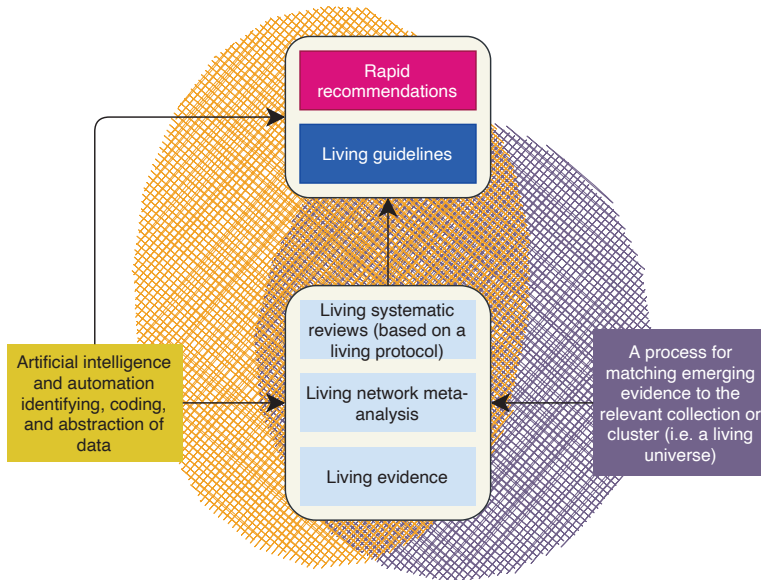 Rapid
recommendations
Living guidelines
Living systematic
reviews (based on a
living protocol)
Living network meta-
analysis
Living evidence
Artificial intelligence
and automation
identifying, coding,
and abstraction of
data
A process for
matching emerging
evidence to the
relevant collection or
cluster (i.e. a living
universe)